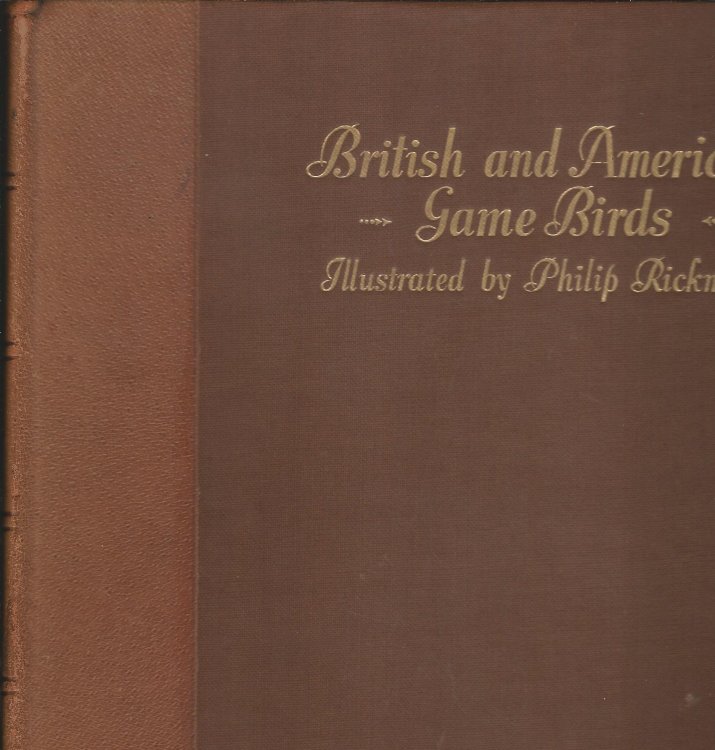 British and Americ
Game Birds
Illustrated by Philip Rickm